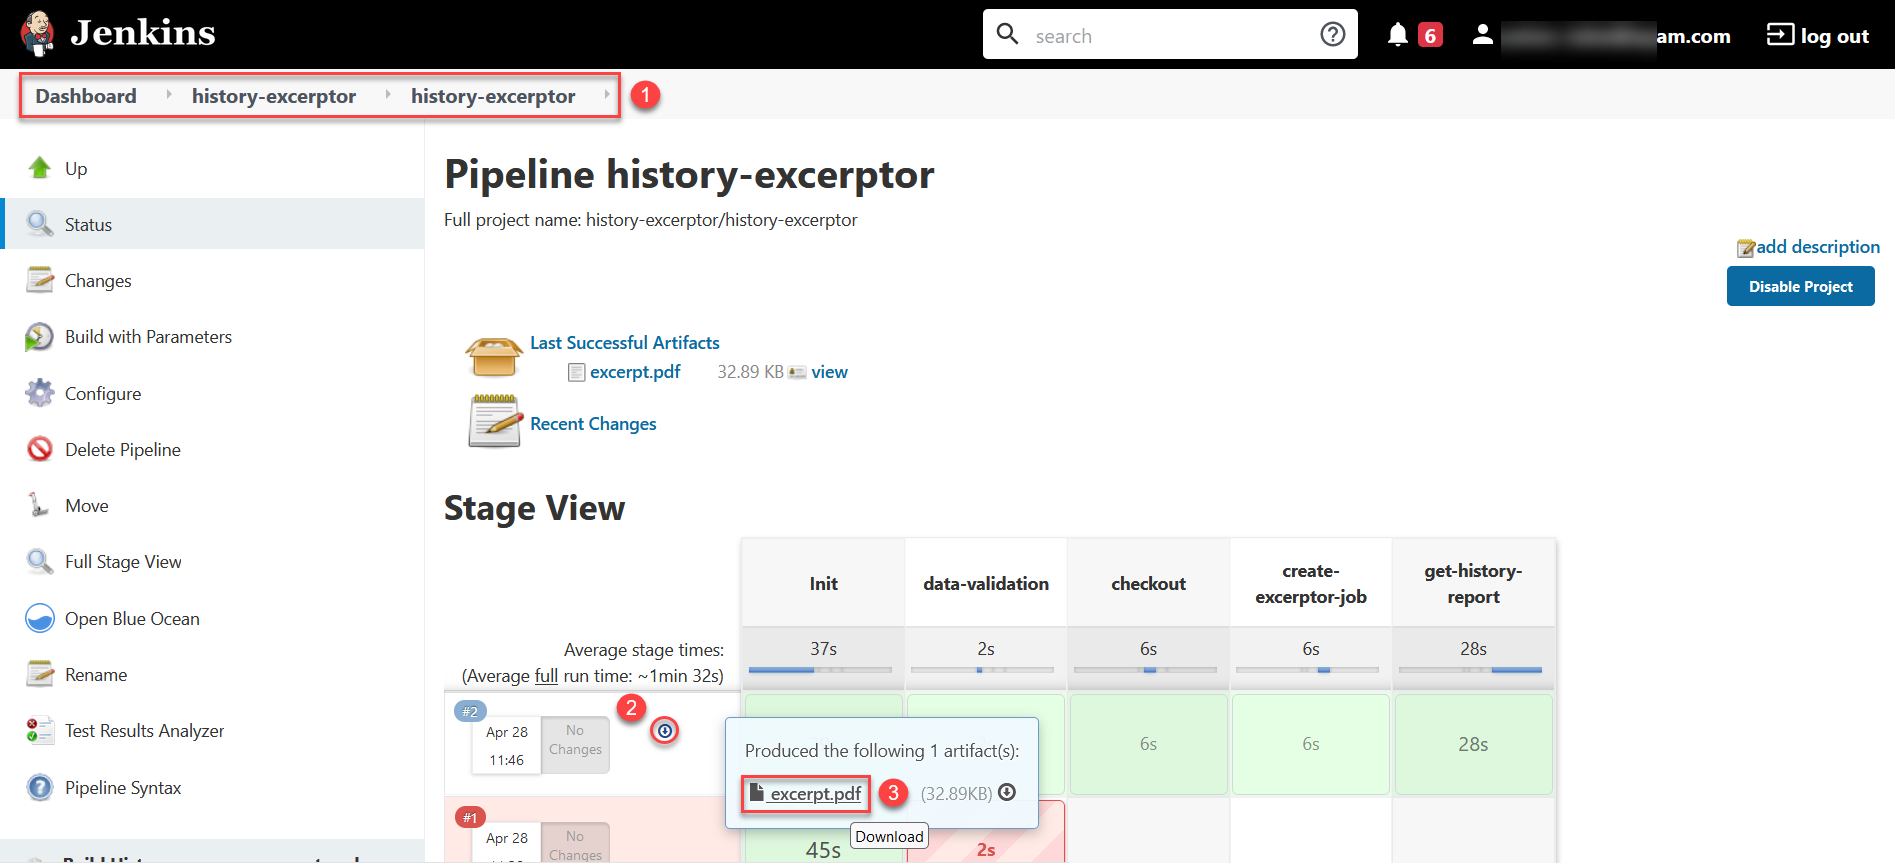 Jenkins
search
6
am.com
log out
Dashboard
history-excerptor
history-excerptor
1
Up
Status
Changes
Build with Parameters
Configure
Delete Pipeline
Move
Full Stage View
Open Blue Ocean
Rename
Test Results Analyzer
Pipeline Syntax
Pipeline history-excerptor
Full project name: history-excerptor/history-excerptor
add description
Disable Project
Last Successful Artifacts
excerpt.pdf 32.89 KB view
Recent Changes
Stage View
Init
data-validation
checkout
create-
excerptor-job
get-history-
report
Average stage times:
(Average full run time: ~1min 32s)
37s
2s
6s
6s
28s
#2
Apr 28
11:46
No
Changes
2
6s
6s
28s
Produced the following 1 artifact(s):
excerpt.pdf
3
(32.89KB)
Download
#1
Apr 28
No
Changes
45s
2s